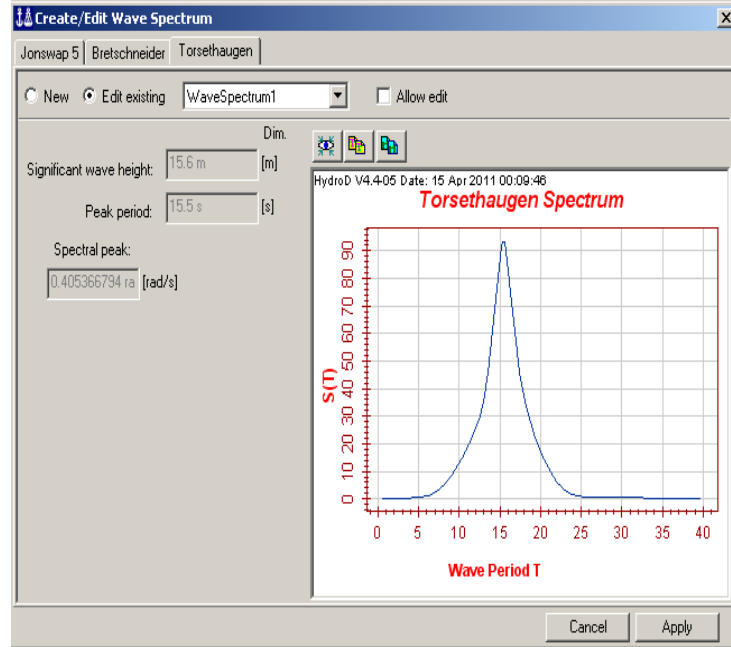 Create/Edit Wave Spectrum
Jonswap 5 Bretschneider Torsethaugen
New Edit existing WaveSpectrum1 Allow edit
Dim.
Significant wave height: 15.6 m [m]
Peak period: 15.5 s [s]
Spectral peak:
0.405366794 ra [rad/s]
HydroD V4.4-05 Date: 15 Apr 2011 00:09:46
Torsethaugen Spectrum
90
80
70
60
50
40
30
20
10
0
S(T)
0 5 10 15 20 25 30 35 40
Wave Period T
Cancel Apply